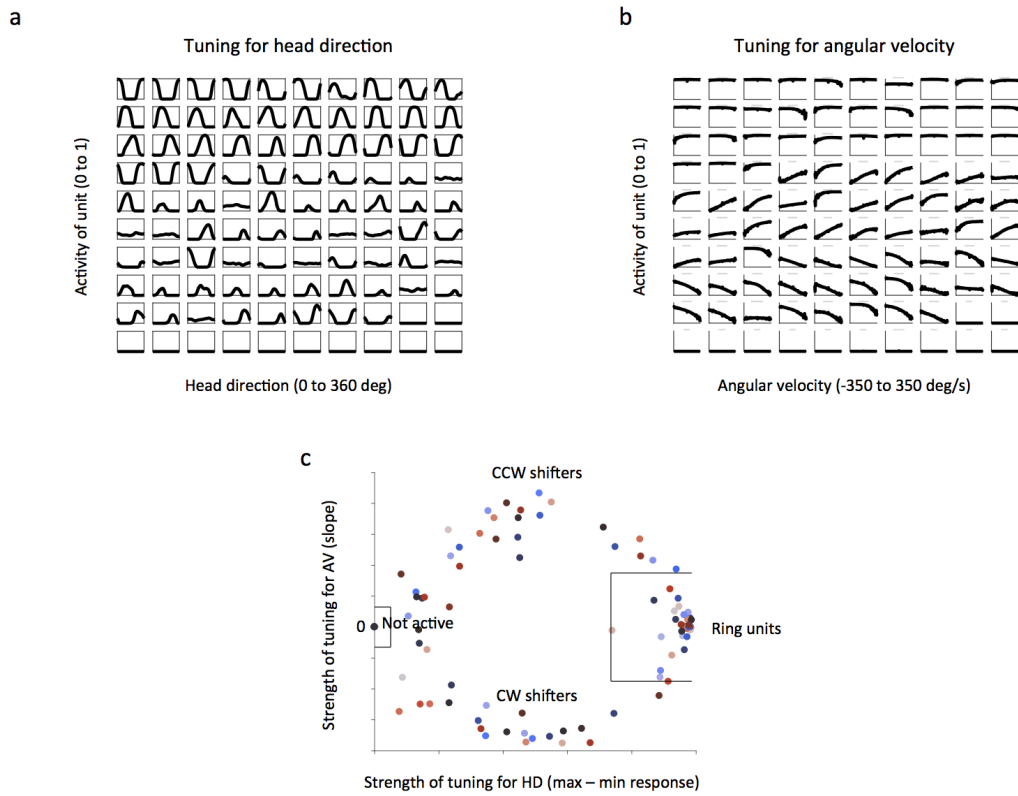 a
Tuning for head direction
Activity of unit (0 to 1)
Head direction (0 to 360 deg)
b
Tuning for angular velocity
Activity of unit (0 to 1)
Angular velocity (-350 to 350 deg/s)
c
CCW shifters
Strength of tuning for AV (slope)
0
Not active
Ring units
CW shifters
Strength of tuning for HD (max – min response)